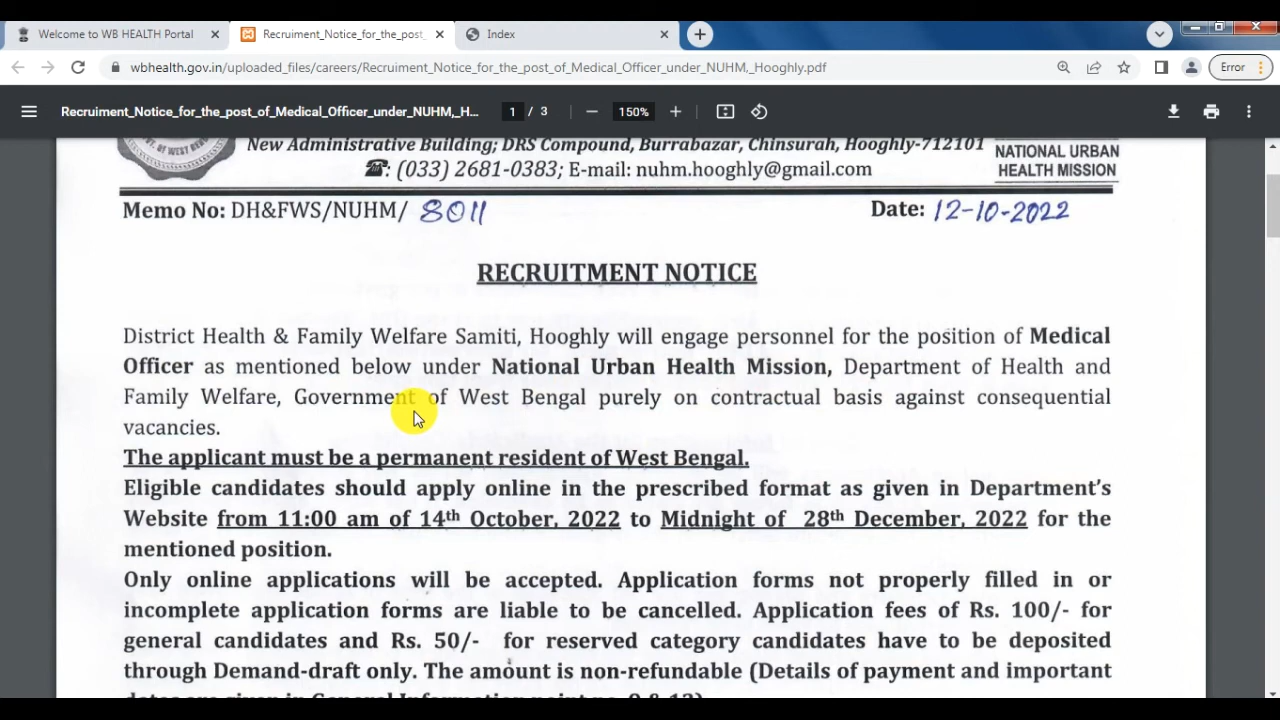 Welcome to WB HEALTH Portal
Recruiment_Notice_for_the_post_
Index
wbhealth.gov.in/uploaded_files/careers/Recruiment_Notice_for_the_post_of_Medical_Officer_under_NUHM,_Hooghly.pdf
Error
Recruiment_Notice_for_the_post_of_Medical_Officer_under_NUHM,_H...
1 / 3
150%
New Administrative Building; DRS Compound, Burrabazar, Chinsurah, Hooghly-712101
NATIONAL URBAN
HEALTH MISSION
☎: (033) 2681-0383; E-mail: nuhm.hooghly@gmail.com
Memo No: DH&FWS/NUHM/ 8011
Date: 12-10-2022
RECRUITMENT NOTICE
District Health & Family Welfare Samiti, Hooghly will engage personnel for the position of Medical
Officer as mentioned below under National Urban Health Mission, Department of Health and
Family Welfare, Government of West Bengal purely on contractual basis against consequential
vacancies.
The applicant must be a permanent resident of West Bengal.
Eligible candidates should apply online in the prescribed format as given in Department's
Website from 11:00 am of 14th October, 2022 to Midnight of 28th December, 2022 for the
mentioned position.
Only online applications will be accepted. Application forms not properly filled in or
incomplete application forms are liable to be cancelled. Application fees of Rs. 100/- for
general candidates and Rs. 50/- for reserved category candidates have to be deposited
through Demand-draft only. The amount is non-refundable (Details of payment and important